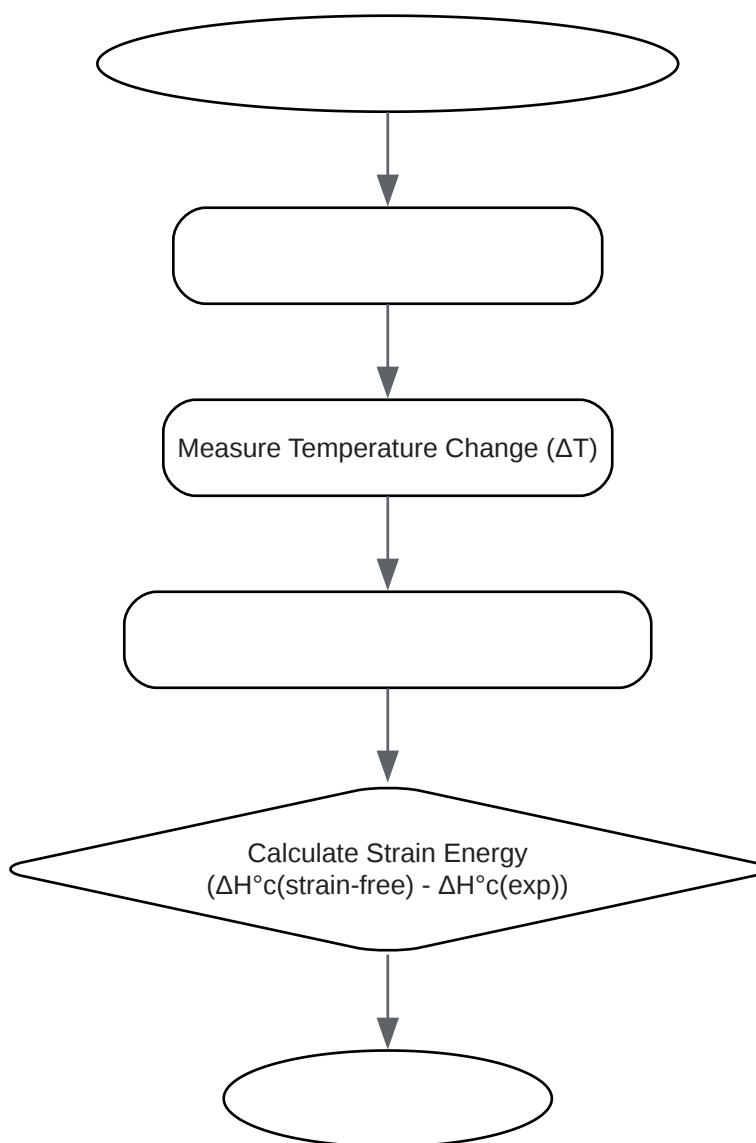 Measure Temperature Change (ΔT)
Calculate Strain Energy
(ΔH°c(strain-free) - ΔH°c(exp))